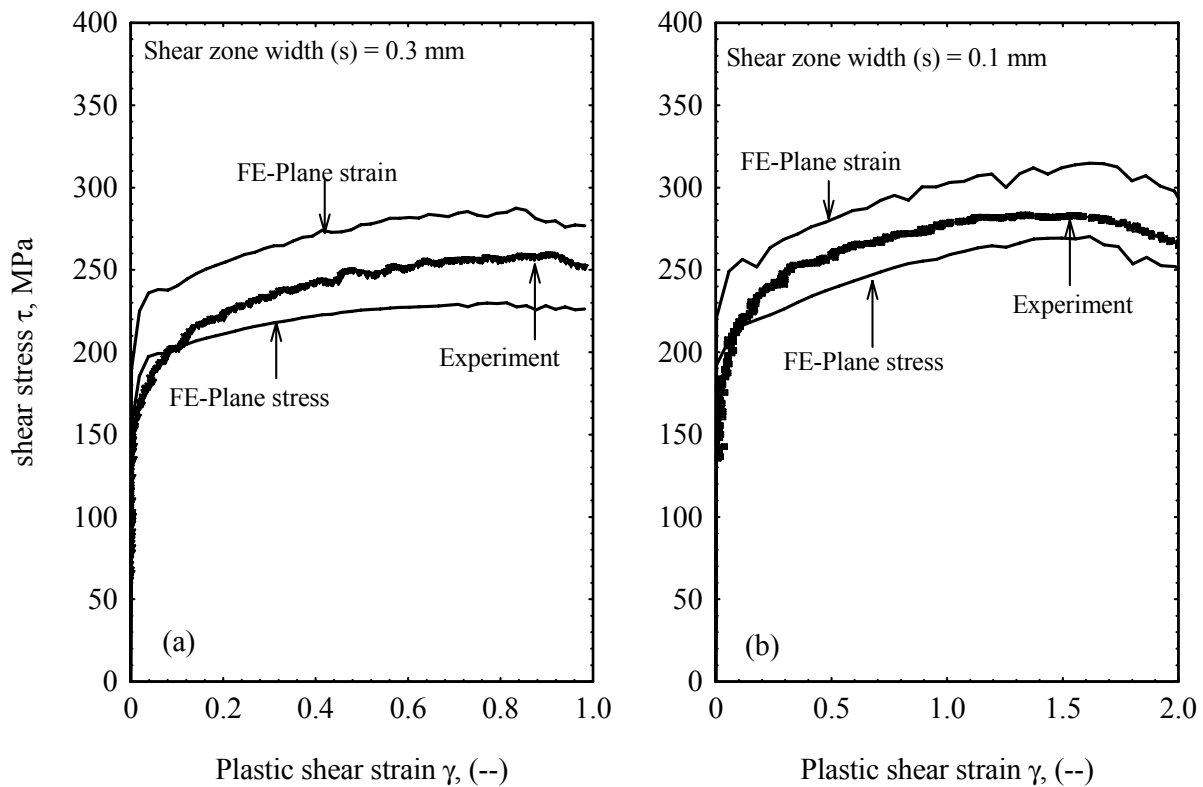 400
Shear zone width (s) = 0.3 mm
350
FE-Plane strain
300
250
Experiment
200
FE-Plane stress
150
100
50
(a)
0
0 0.2 0.4 0.6 0.8 1.0
shear stress τ, MPa
Plastic shear strain γ, (--)
400
Shear zone width (s) = 0.1 mm
350
FE-Plane strain
300
250
Experiment
200
FE-Plane stress
150
100
50
(b)
0
0 0.5 1.0 1.5 2.0
Plastic shear strain γ, (--)